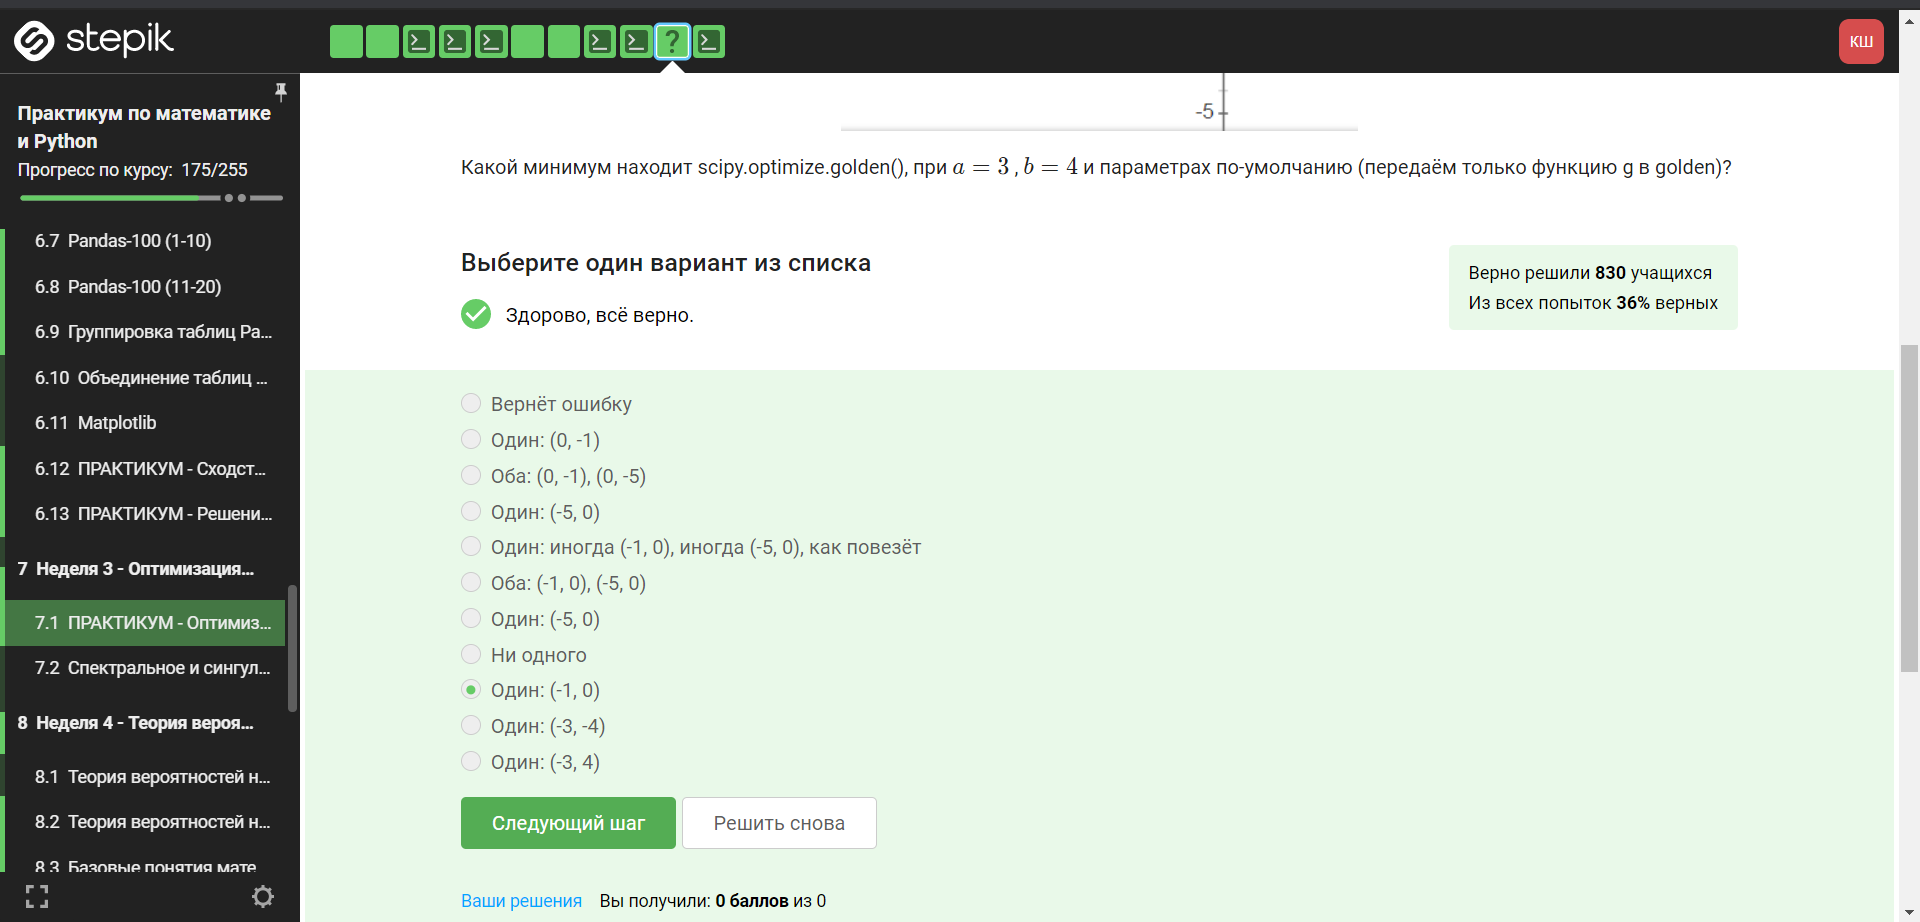 stepik
КШ
Практикум по математике
и Python
Прогресс по курсу: 175/255
6.7 Pandas-100 (1-10)
6.8 Pandas-100 (11-20)
6.9 Группировка таблиц Pa...
6.10 Объединение таблиц ...
6.11 Matplotlib
6.12 ПРАКТИКУМ - Сходст...
6.13 ПРАКТИКУМ - Решени...
7 Неделя 3 - Оптимизация...
7.1 ПРАКТИКУМ - Оптимиз...
7.2 Спектральное и сингул...
8 Неделя 4 - Теория вероя...
8.1 Теория вероятностей н...
8.2 Теория вероятностей н...
8.3 Базовые понятия мате
-5
Какой минимум находит scipy.optimize.golden(), при a = 3 , b = 4 и параметрах по-умолчанию (передаём только функцию g в golden)?
Выберите один вариант из списка
Здорово, всё верно.
Верно решили 830 учащихся
Из всех попыток 36% верных
Вернёт ошибку
Один: (0, -1)
Оба: (0, -1), (0, -5)
Один: (-5, 0)
Один: иногда (-1, 0), иногда (-5, 0), как повезёт
Оба: (-1, 0), (-5, 0)
Один: (-5, 0)
Ни одного
Один: (-1, 0)
Один: (-3, -4)
Один: (-3, 4)
Следующий шаг
Решить снова
Ваши решения Вы получили: 0 баллов из 0